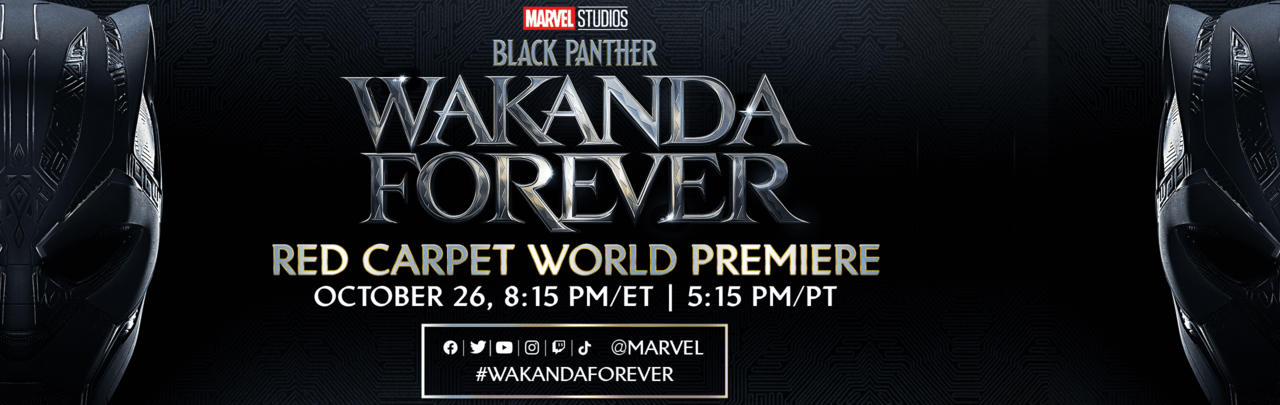 MARVEL STUDIOS
BLACK PANTHER
WAKANDA
FOREVER
RED CARPET WORLD PREMIERE
OCTOBER 26, 8:15 PM/ET | 5:15 PM/PT
@MARVEL
#WAKANDAFOREVER